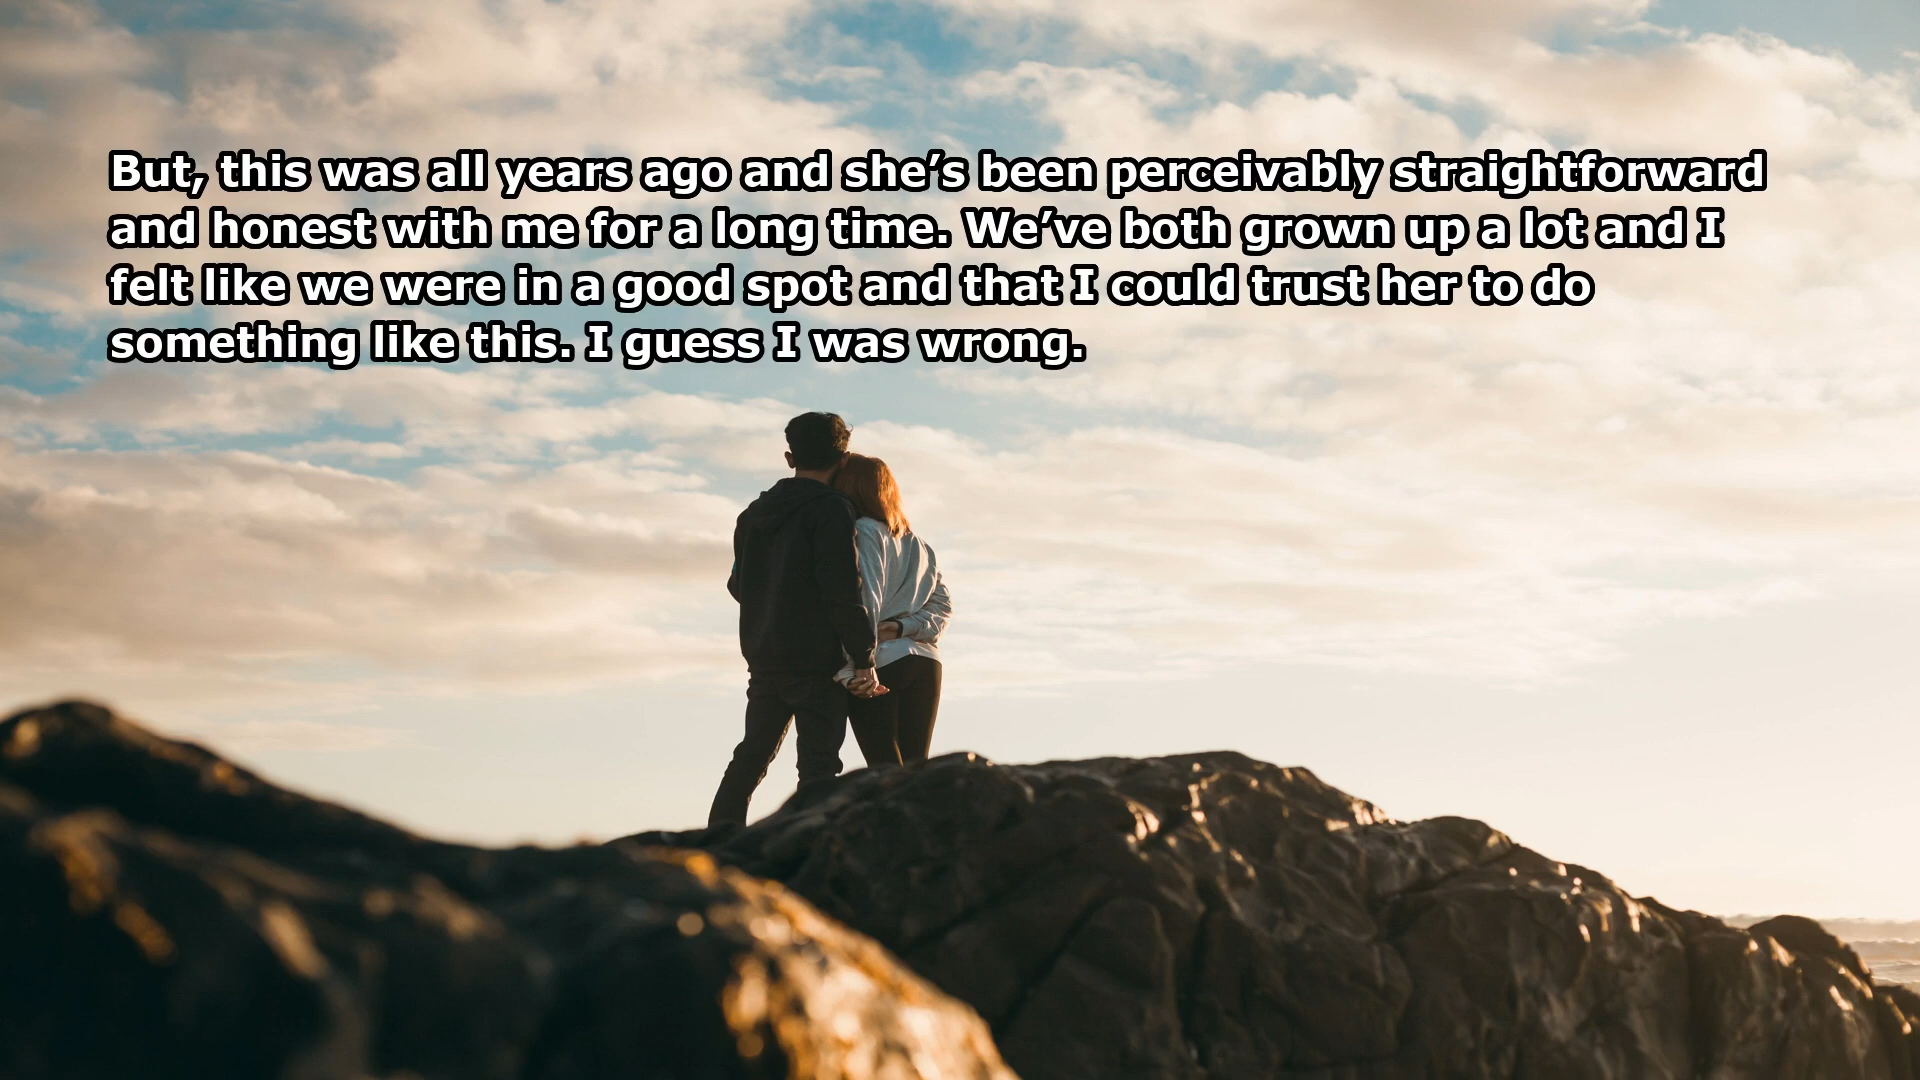 But, this was all years ago and she’s been perceivably straightforward
and honest with me for a long time. We’ve both grown up a lot and I
felt like we were in a good spot and that I could trust her to do
something like this. I guess I was wrong.